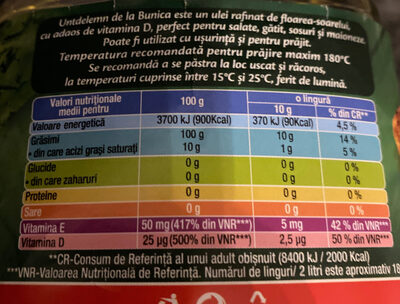 Untdelemn de la Bunica este un ulei rafinat de floarea-soarelui,
cu adaos de vitamina D, perfect pentru salate, gătit, sosuri și maioneze.
Poate fi utilizat cu ușurință și pentru prăjit.
Temperatura recomandată pentru prăjire maxim 180°C
Se recomandă a se păstra la loc uscat și răcoros,
la temperaturi cuprinse între 15°C și 25°C, ferit de lumină.
Valori nutriționale medii pentru 100 g o lingură
10 g % din CR**
Valoare energetică 3700 kJ (900Kcal) 370 kJ (90Kcal) 4,5 %
Grăsimi 100 g 10 g 14 %
• din care acizi grași saturați 10 g 1 g 5 %
Glucide 0 g 0 g 0 %
• din care zaharuri 0 g 0 g 0 %
Proteine 0 g 0 g 0 %
Sare 0 g 0 g 0 %
Vitamina E 50 mg (417% din VNR***) 5 mg 42 % din VNR***
Vitamina D 25 µg (500% din VNR***) 2,5 µg 50 % din VNR***
**CR-Consum de Referință al unui adult obișnuit (8400 kJ / 2000 Kcal)
***VNR-Valoarea Nutrițională de Referință. Numărul de linguri/ 2 litri este aproximativ 18